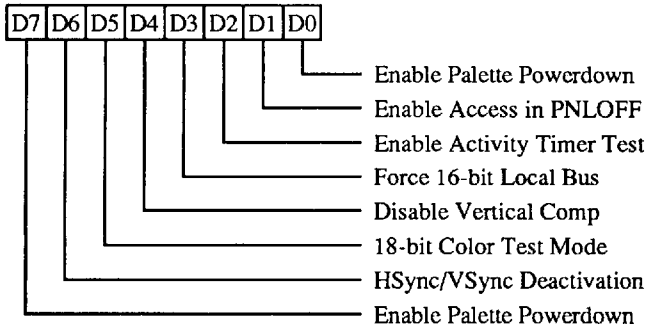 D7 D6 D5 D4 D3 D2 D1 D0
Enable Palette Powerdown
Enable Access in PNLOFF
Enable Activity Timer Test
Force 16-bit Local Bus
Disable Vertical Comp
18-bit Color Test Mode
HSync/VSync Deactivation
Enable Palette Powerdown